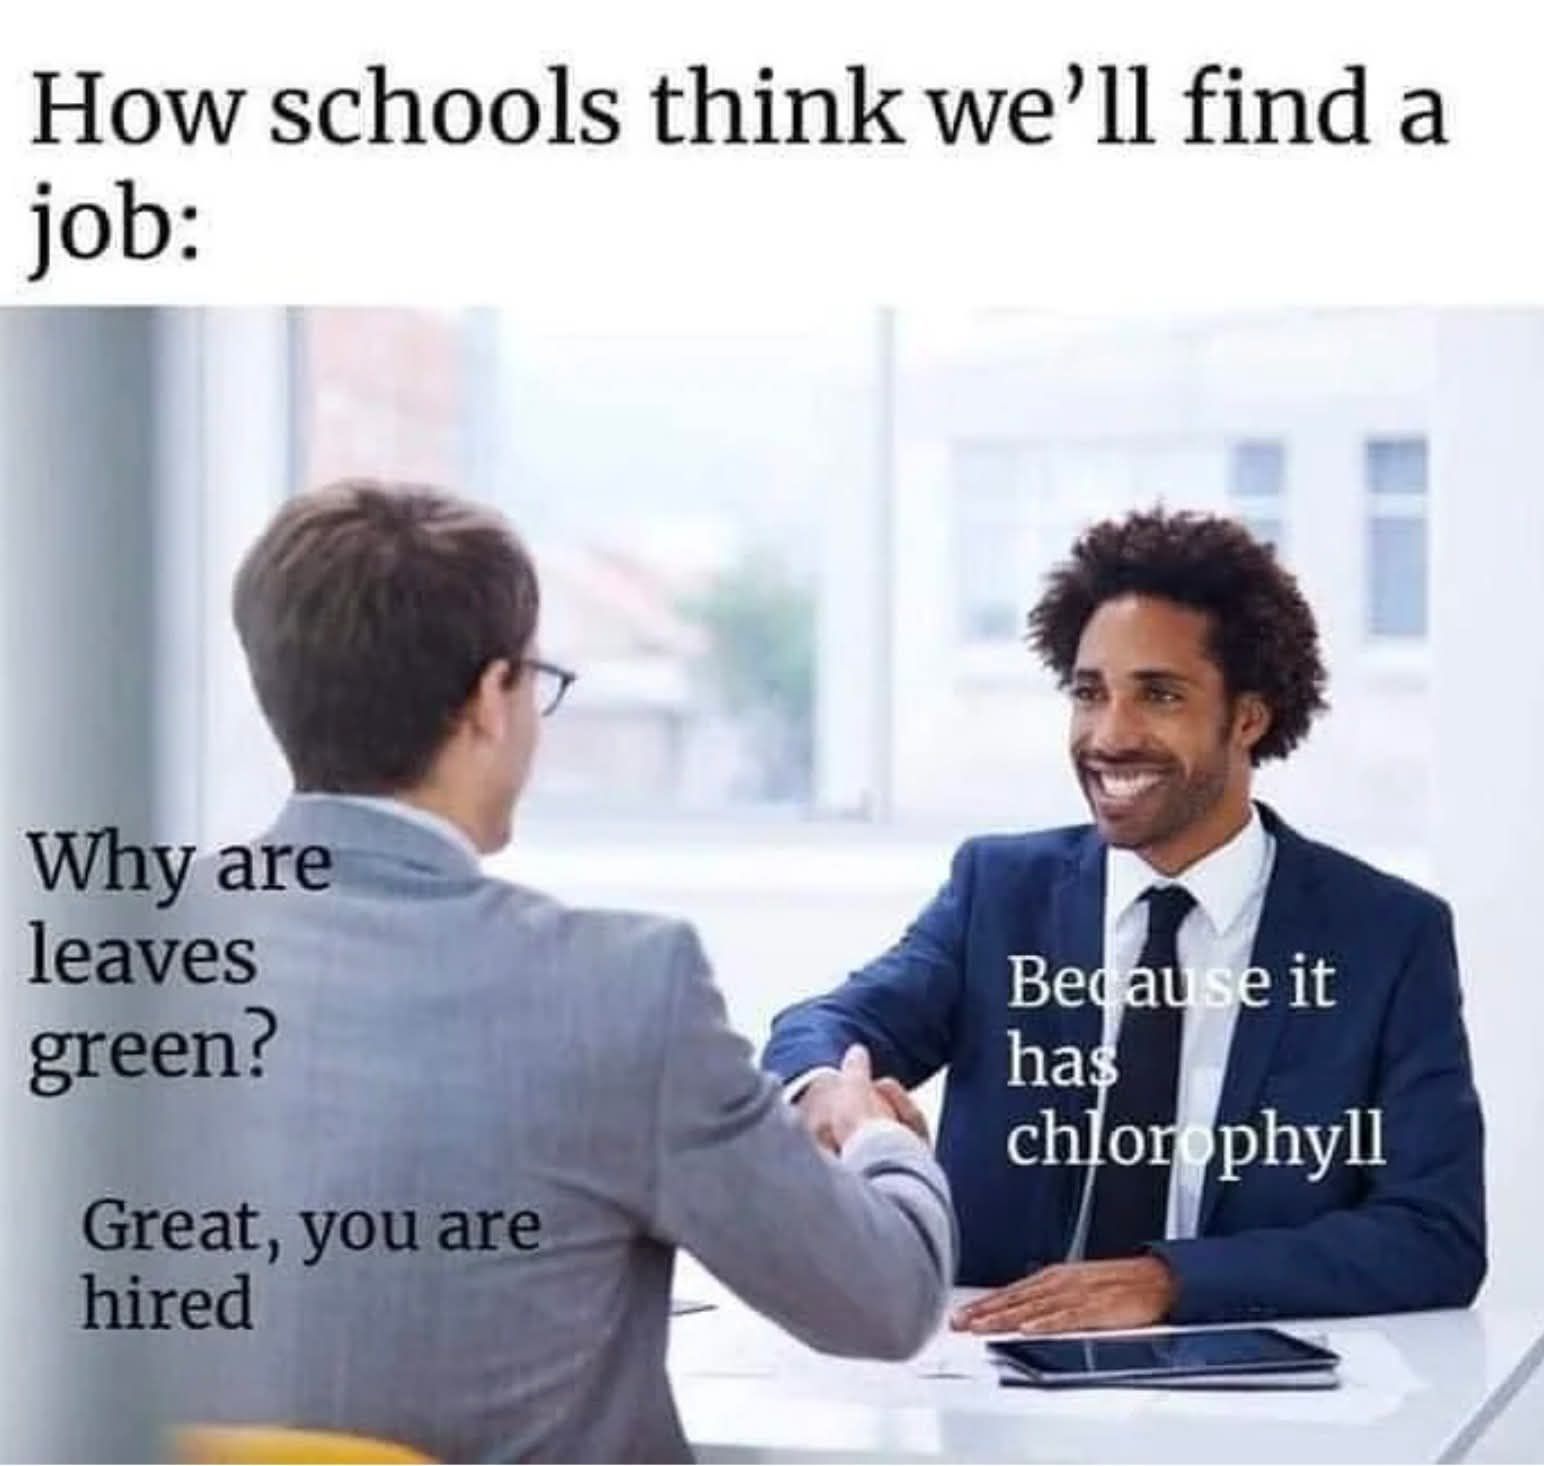 How schools think we’ll find a
job:
Why are
leaves
green?
Because it
has
chlorophyll
Great, you are
hired